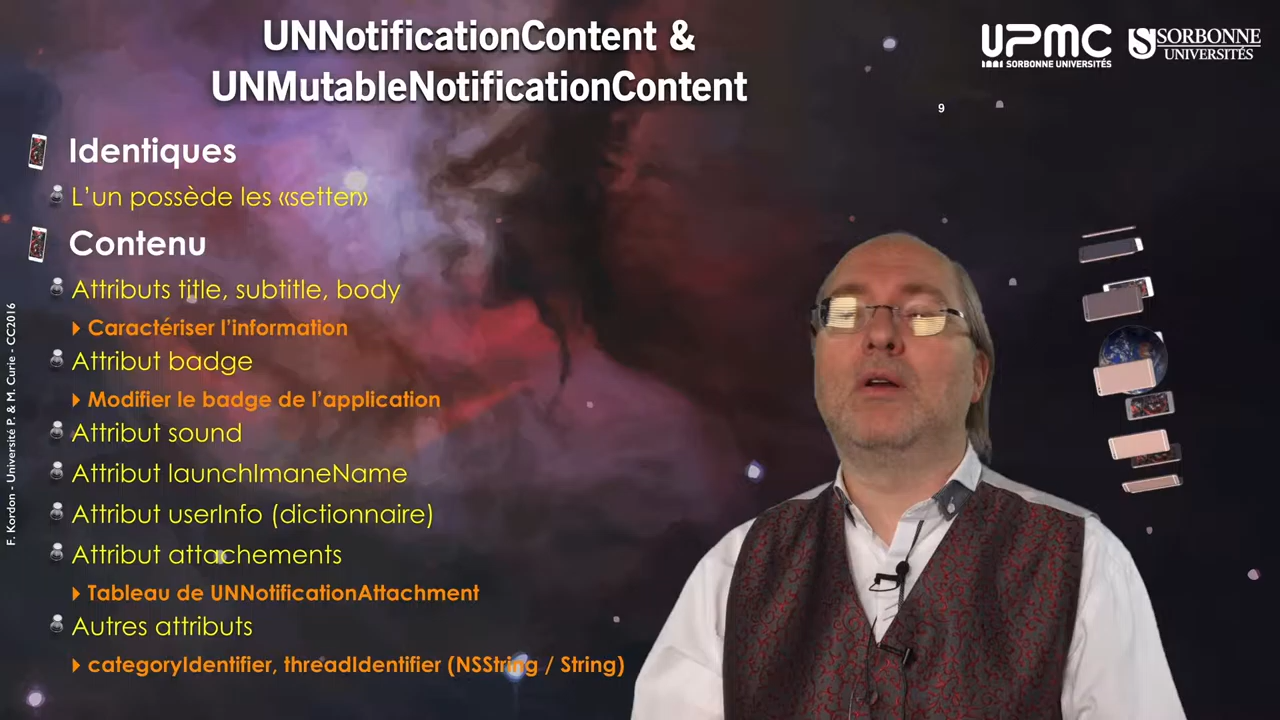 UNNotificationContent &
UNMutableNotificationContent
UPMC
SORBONNE UNIVERSITÉS
SORBONNE
UNIVERSITÉS
9
Identiques
L’un possède les «setter»
Contenu
Attributs title, subtitle, body
Caractériser l’information
Attribut badge
Modifier le badge de l’application
Attribut sound
Attribut launchImaneName
Attribut userInfo (dictionnaire)
Attribut attachements
Tableau de UNNotificationAttachment
Autres attributs
categoryIdentifier, threadIdentifier (NSString / String)
F. Kordon - Université P. & M. Curie - CC2016